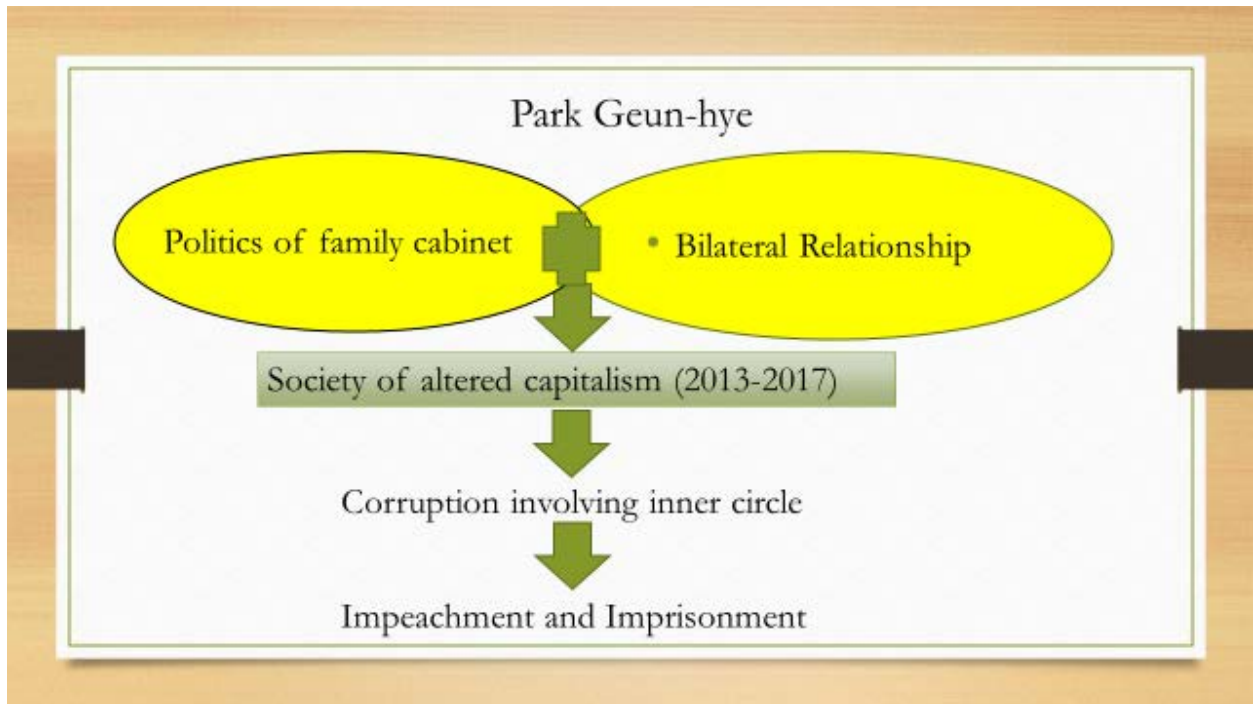 Park Geun-hye
Politics of family cabinet
• Bilateral Relationship
Society of altered capitalism (2013-2017)
Corruption involving inner circle
Impeachment and Imprisonment